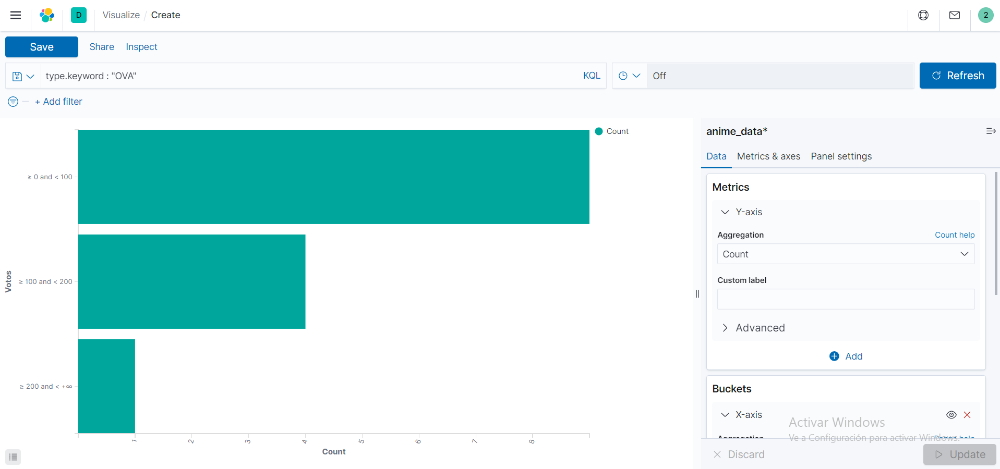 D
Visualize / Create
2
Save
Share
Inspect
type.keyword : "OVA"
KQL
Off
Refresh
+ Add filter
≥ 0 and < 100
≥ 100 and < 200
≥ 200 and < +∞
Votos
1
2
3
4
5
6
7
8
Count
Count
anime_data*
Data
Metrics & axes
Panel settings
Metrics
Y-axis
Aggregation
Count help
Count
Custom label
Advanced
Add
Buckets
X-axis
Aggregation
Range help
Activar Windows
Ve a Configuración para activar Windows.
Discard
Update